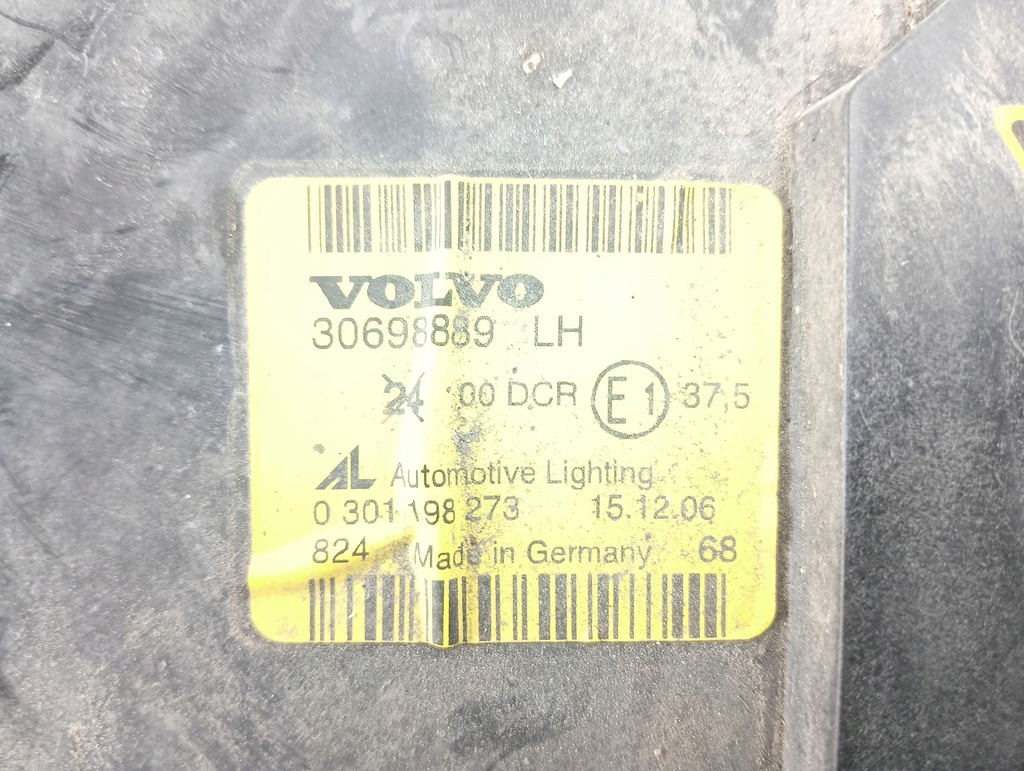 VOLVO
30698889 LH
24 00 DCR E1 37,5
AL Automotive Lighting
0 301 198 273 15.12.06
824 Made in Germany 68